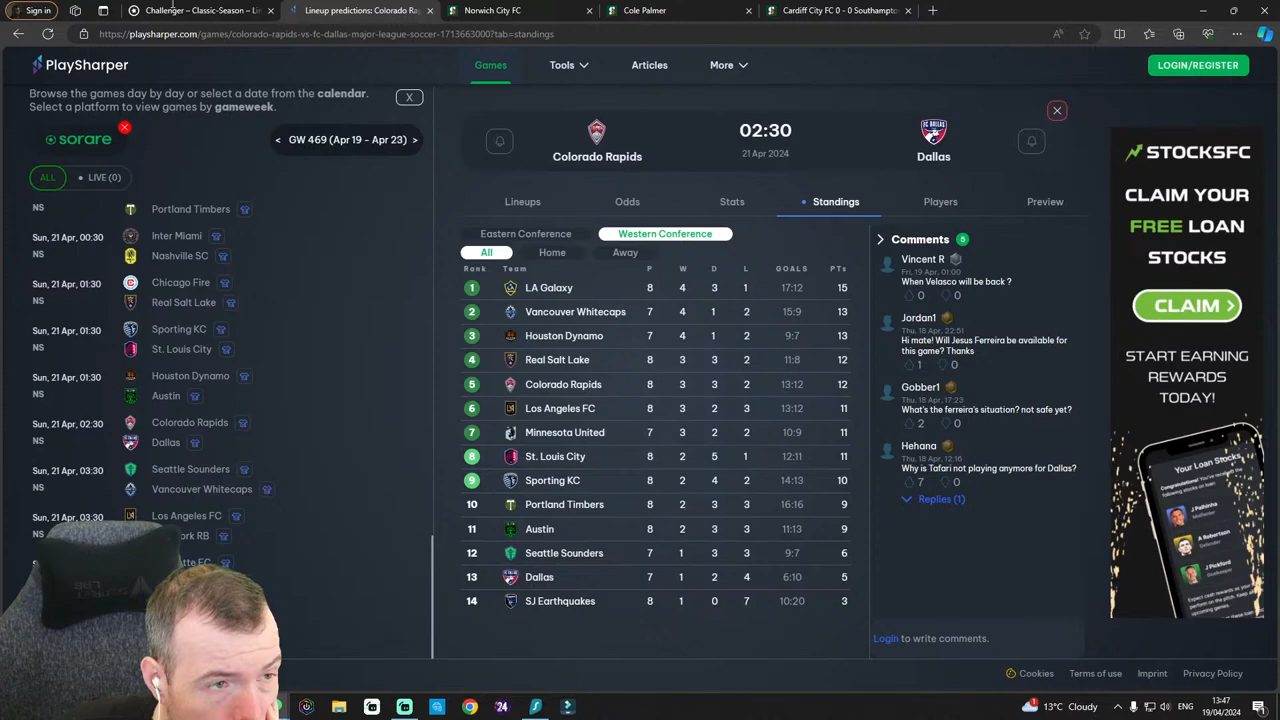 Sign in
Challenger – Classic-Season – Lin
Lineup predictions: Colorado Rap
Norwich City FC
Cole Palmer
Cardiff City FC 0 - 0 Southampton
https://playsharper.com/games/colorado-rapids-vs-fc-dallas-major-league-soccer-1713663000?tab=standings
PlaySharper
Games
Tools
Articles
More
LOGIN/REGISTER
Browse the games day by day or select a date from the calendar.
Select a platform to view games by gameweek.
X
sorare
< GW 469 (Apr 19 - Apr 23) >
ALL
LIVE (0)
NS Portland Timbers
Sun, 21 Apr, 00:30 Inter Miami
NS Nashville SC
Sun, 21 Apr, 01:30 Chicago Fire
NS Real Salt Lake
Sun, 21 Apr, 01:30 Sporting KC
NS St. Louis City
Sun, 21 Apr, 01:30 Houston Dynamo
NS Austin
Sun, 21 Apr, 02:30 Colorado Rapids
NS Dallas
Sun, 21 Apr, 03:30 Seattle Sounders
NS Vancouver Whitecaps
Sun, 21 Apr, 03:30 Los Angeles FC
NS
Colorado Rapids
02:30
21 Apr 2024
Dallas
Lineups
Odds
Stats
Standings
Players
Preview
Eastern Conference
Western Conference
All
Home
Away
Rank Team P W D L GOALS PTs
1 LA Galaxy 8 4 3 1 17:12 15
2 Vancouver Whitecaps 7 4 1 2 15:9 13
3 Houston Dynamo 7 4 1 2 9:7 13
4 Real Salt Lake 8 3 3 2 11:8 12
5 Colorado Rapids 8 3 3 2 13:12 12
6 Los Angeles FC 8 3 2 3 13:12 11
7 Minnesota United 7 3 2 2 10:9 11
8 St. Louis City 8 2 5 1 12:11 11
9 Sporting KC 8 2 4 2 14:13 10
10 Portland Timbers 8 2 3 3 16:16 9
11 Austin 8 2 3 3 11:13 9
12 Seattle Sounders 7 1 3 3 9:7 6
13 Dallas 7 1 2 4 6:10 5
14 SJ Earthquakes 8 1 0 7 10:20 3
Comments 5
Vincent R
Fri, 19 Apr, 01:00
When Velasco will be back ?
0 0
Jordan1
Thu, 18 Apr, 22:51
Hi mate! Will Jesus Ferreira be available for
this game? Thanks
1 0
Gobber1
Thu, 18 Apr, 17:23
What's the ferreira's situation? not safe yet?
2 0
Hehana
Thu, 18 Apr, 12:16
Why is Tafari not playing anymore for Dallas?
7 0
Replies (1)
Login to write comments.
STOCKSFC
CLAIM YOUR
FREE LOAN
STOCKS
CLAIM
START EARNING
REWARDS
TODAY!
Your Loan Stocks
J Palhinha
Midfielder
A Robertson
Defender
J Pickford
Goalkeeper
Cookies
Terms of use
Imprint
Privacy Policy
13°C Cloudy
ENG
13:47
19/04/2024